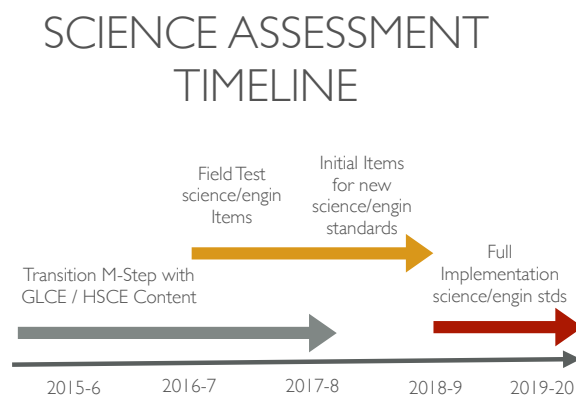 SCIENCE ASSESSMENT
TIMELINE
Field Test
science/engin
Items
Initial Items
for new
science/engin
standards
Transition M-Step with
GLCE / HSCE Content
Full
Implementation
science/engin stds
2015-6
2016-7
2017-8
2018-9
2019-20